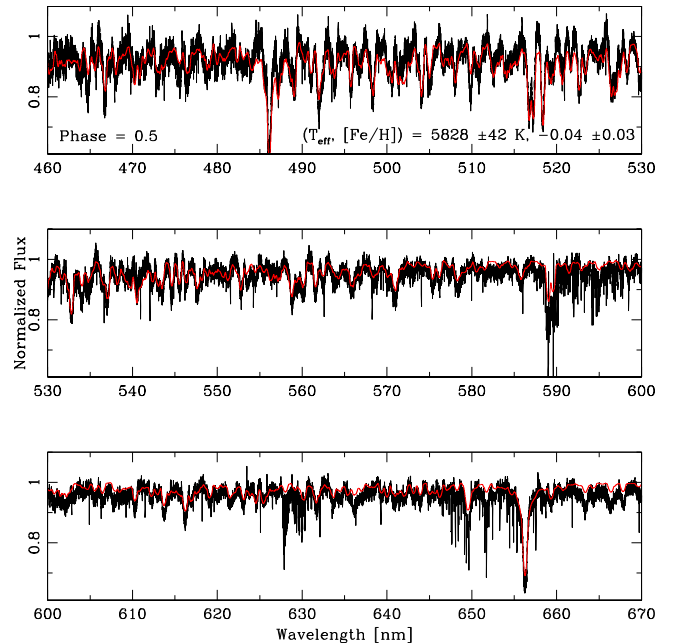 1
0.8
Phase = 0.5
(Teff, [Fe/H]) = 5828 ±42 K, −0.04 ±0.03
460 470 480 490 500 510 520 530
Normalized Flux
1
0.8
530 540 550 560 570 580 590 600
1
0.8
600 610 620 630 640 650 660 670
Wavelength [nm]